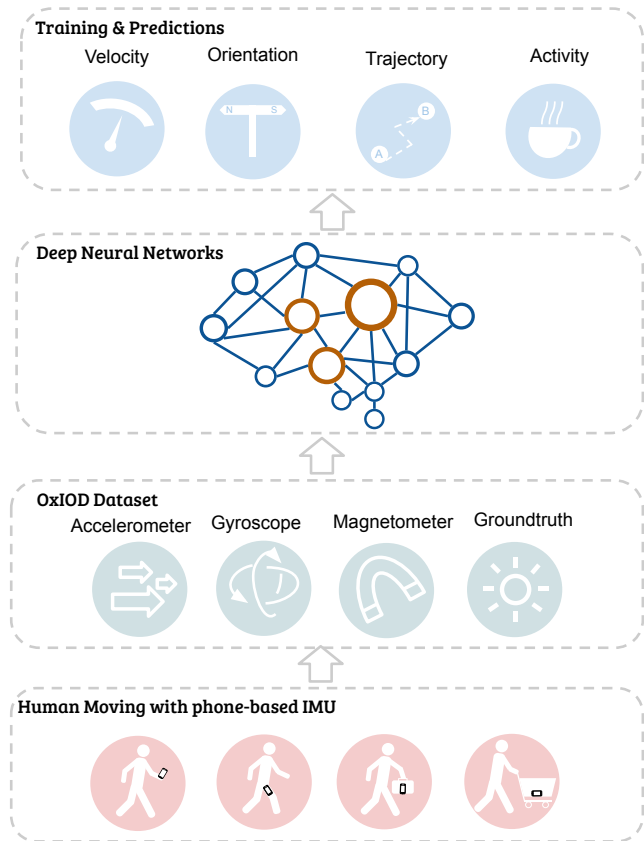 Training & Predictions
Velocity Orientation Trajectory Activity
N S
B
A
Deep Neural Networks
OxIOD Dataset
Accelerometer Gyroscope Magnetometer Groundtruth
Human Moving with phone-based IMU